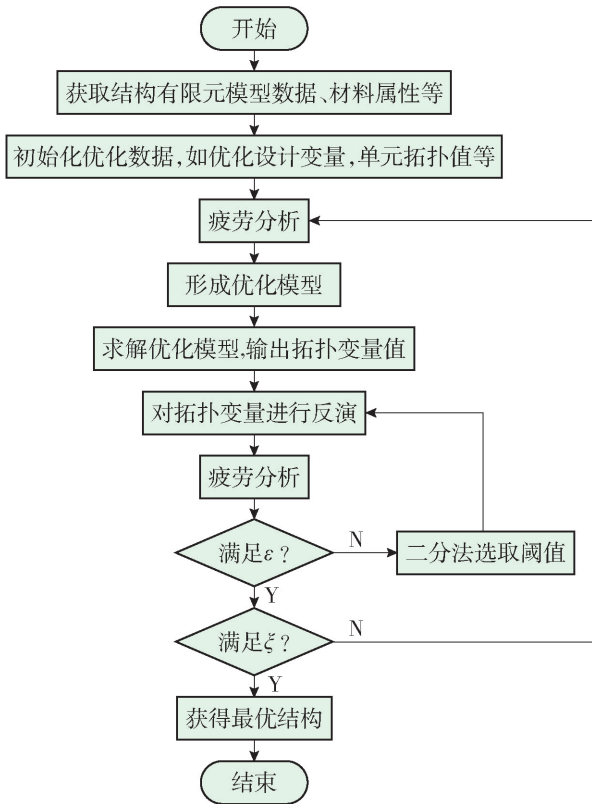 开始
获取结构有限元模型数据、材料属性等
初始化优化数据,如优化设计变量,单元拓扑值等
疲劳分析
形成优化模型
求解优化模型,输出拓扑变量值
对拓扑变量进行反演
疲劳分析
满足ε?
N
二分法选取阈值
Y
满足ξ?
N
Y
获得最优结构
结束